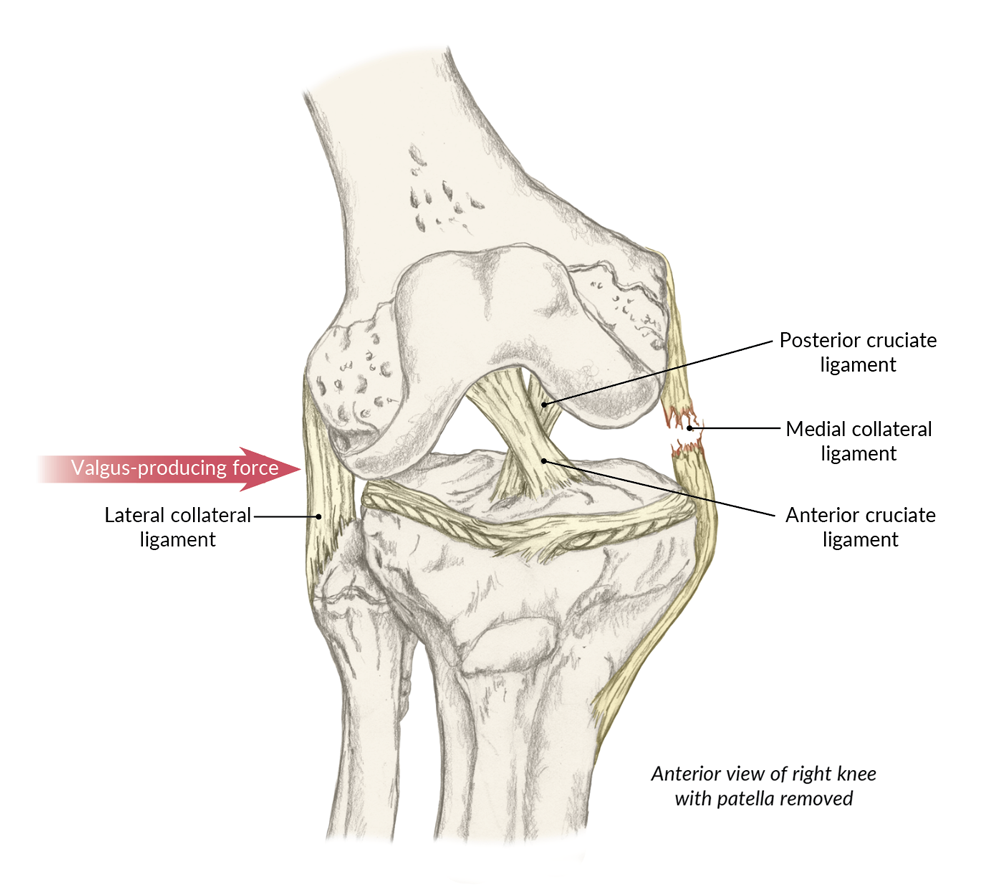 Posterior cruciate
ligament
Medial collateral
ligament
Valgus-producing force
Lateral collateral
ligament
Anterior cruciate
ligament
Anterior view of right knee
with patella removed